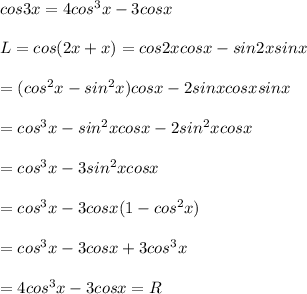 cos3x = 4cos³x − 3cosx
L = cos(2x + x) = cos2xcosx − sin2xsinx
= (cos²x − sin²x)cosx − 2sinxcosxsinx
= cos³x − sin²xcosx − 2sin²xcosx
= cos³x − 3sin²xcosx
= cos³x − 3cosx(1 − cos²x)
= cos³x − 3cosx + 3cos³x
= 4cos³x − 3cosx = R